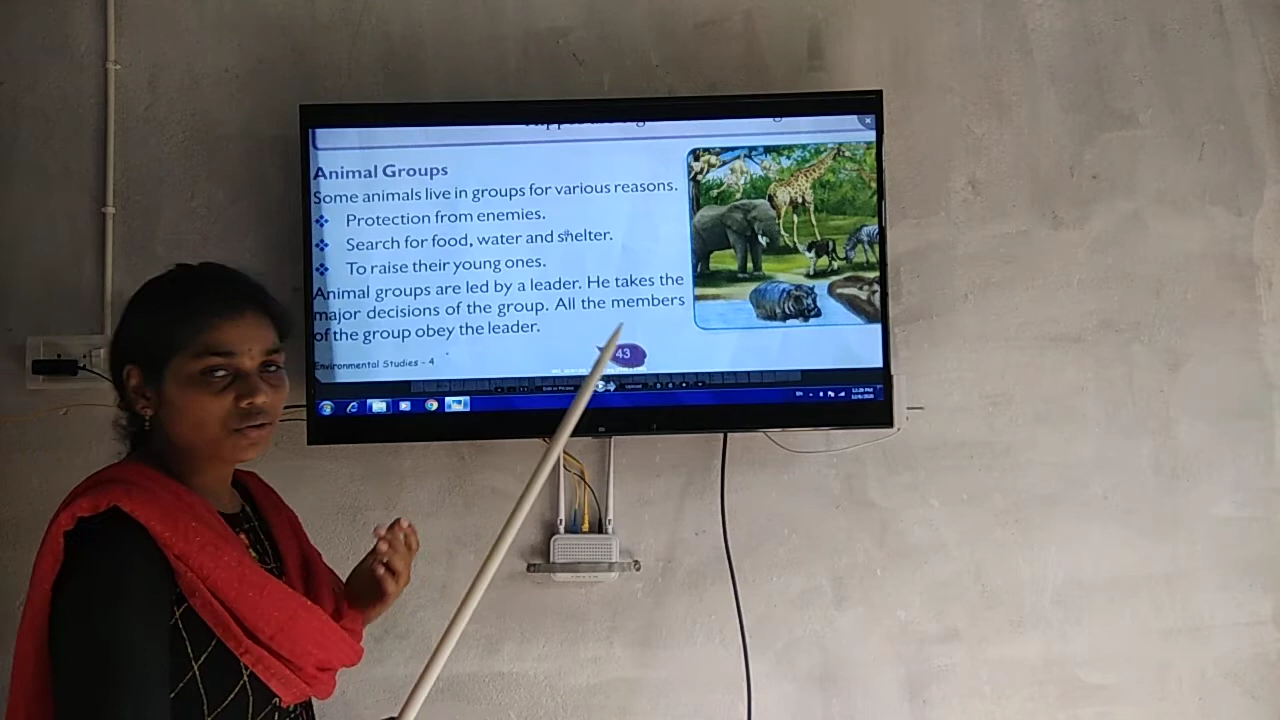 Animal Groups
Some animals live in groups for various reasons.
❖ Protection from enemies.
❖ Search for food, water and shelter.
❖ To raise their young ones.
Animal groups are led by a leader. He takes the
major decisions of the group. All the members
of the group obey the leader.
43
Environmental Studies - 4